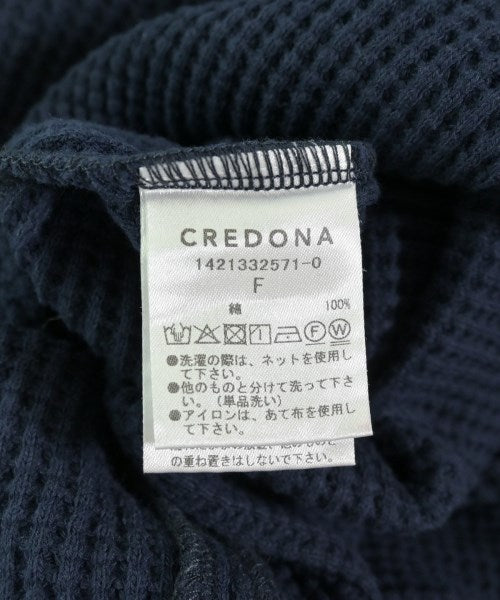 CREDONA
1421332571-0
F
綿 100%
F W
●洗濯の際は、ネットを使用し
て下さい。
●他のものと分けて洗って下さ
い。(単品洗い)
●アイロンは、あて布を使用し
て下さい。
の重ね置きはしないで下さい。